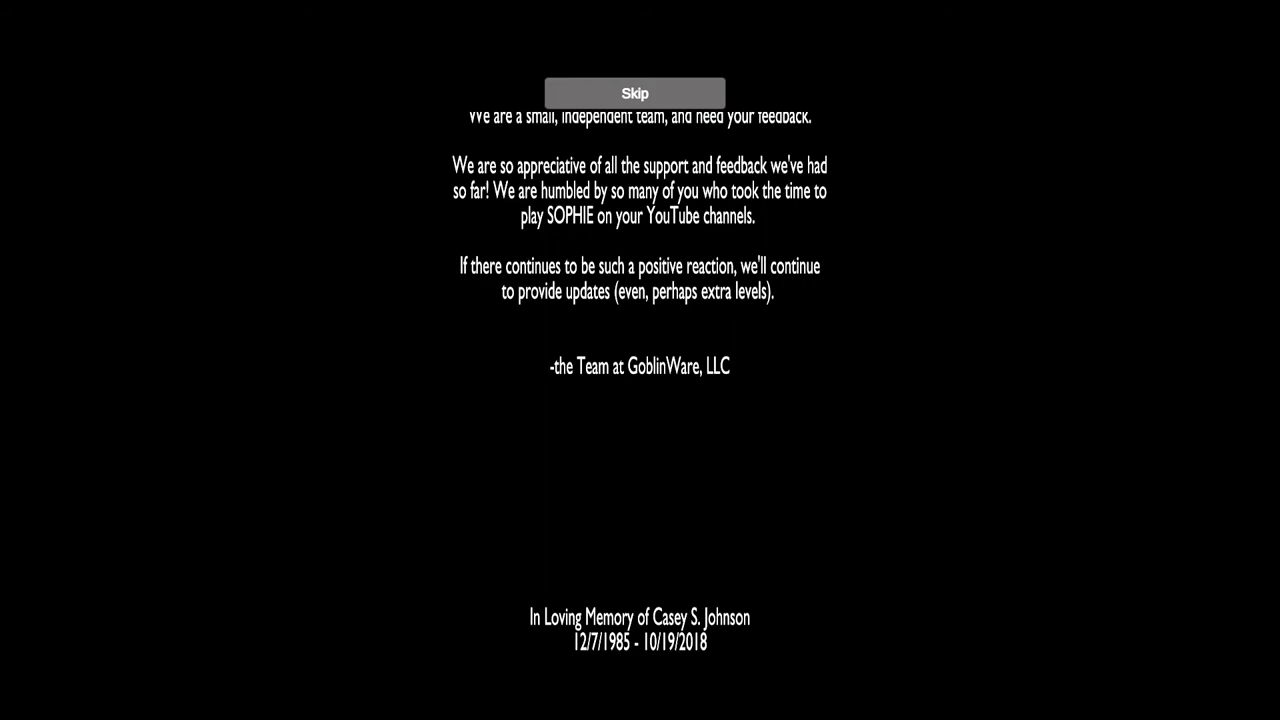 Skip
We are a small, independent team, and need your feedback.
We are so appreciative of all the support and feedback we've had
so far! We are humbled by so many of you who took the time to
play SOPHIE on your YouTube channels.
If there continues to be such a positive reaction, we'll continue
to provide updates (even, perhaps extra levels).
-the Team at GoblinWare, LLC
In Loving Memory of Casey S. Johnson
12/7/1985 - 10/19/2018